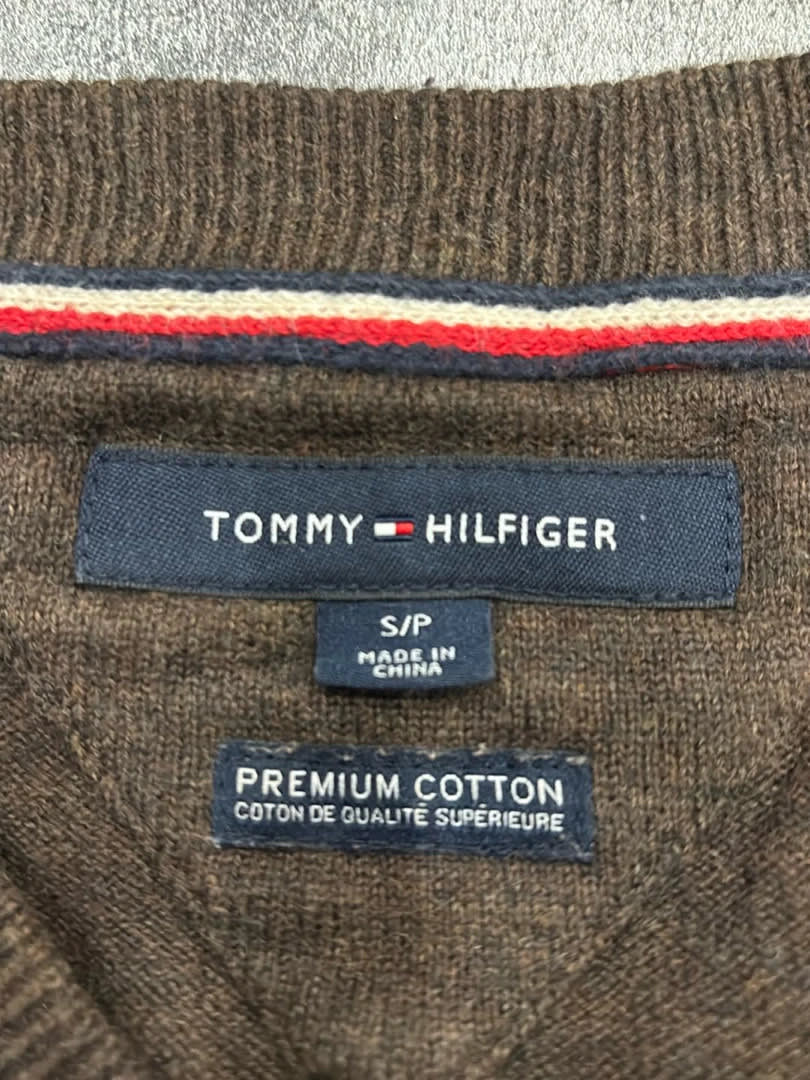 TOMMY HILFIGER
S/P
MADE IN
CHINA
PREMIUM COTTON
COTON DE QUALITÉ SUPÉRIEURE